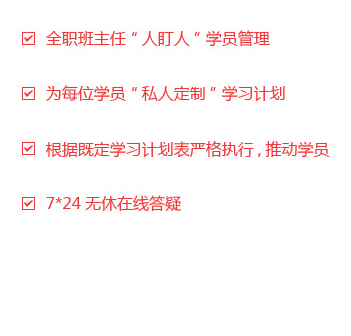 全职班主任“人盯人”学员管理
为每位学员“私人定制”学习计划
根据既定学习计划表严格执行,推动学员
7*24无休在线答疑